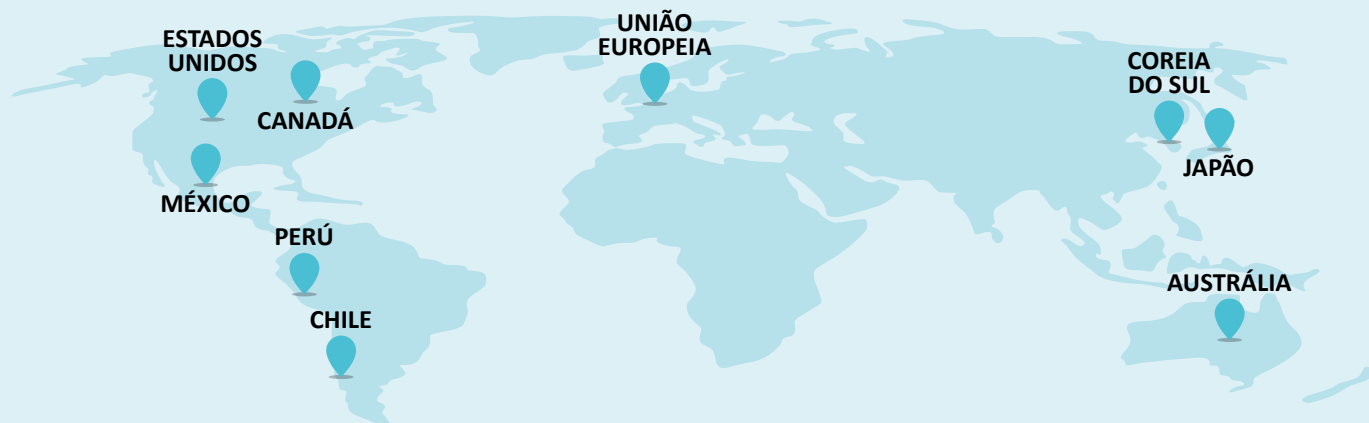 ESTADOS
UNIDOS
CANADÁ
MÉXICO
PERÚ
CHILE
UNIÃO
EUROPEIA
COREIA
DO SUL
JAPÃO
AUSTRÁLIA